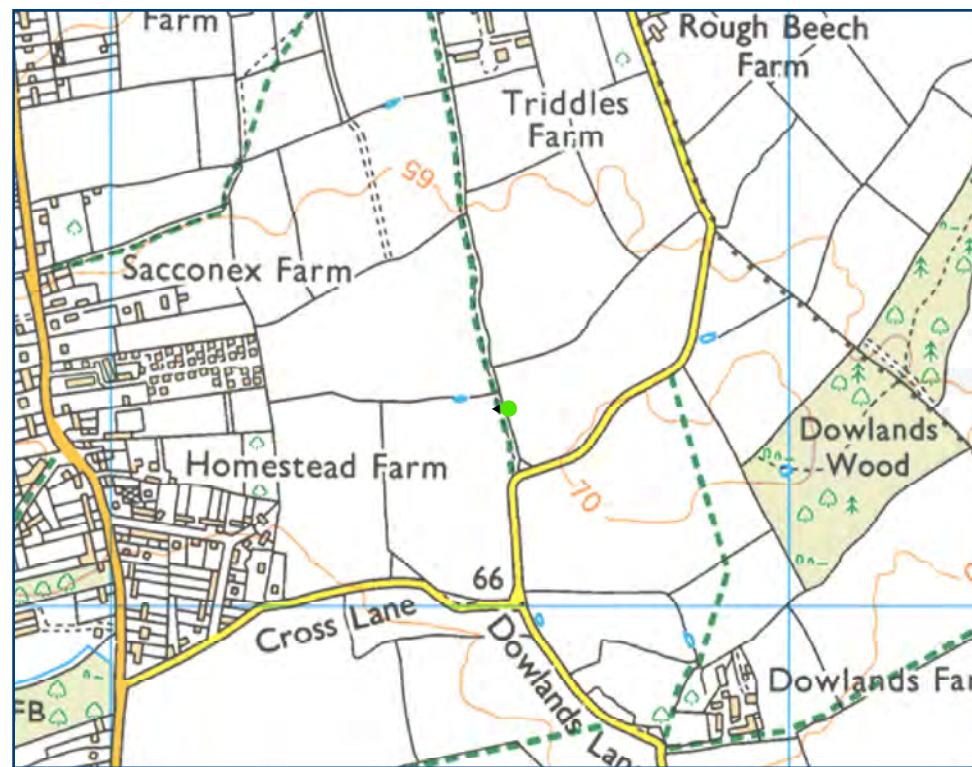 Farm
Rough Beech
Farm
Triddles
Farm
65
Sacconex Farm
Dowlands
Wood
Homestead Farm
70
66
Cross Lane
Dowlands
Lane
Dowlands Far
FB